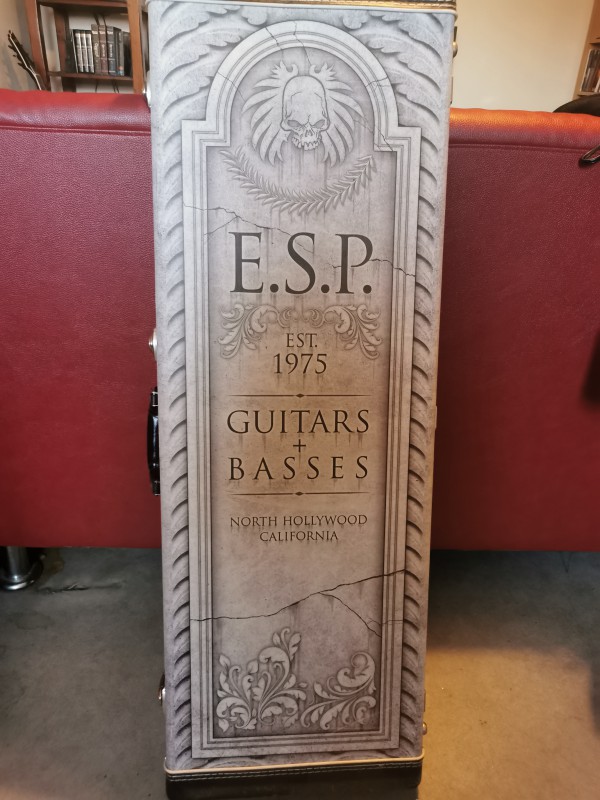 E.S.P.
EST.
1975
GUITARS
+
BASSES
NORTH HOLLYWOOD
CALIFORNIA